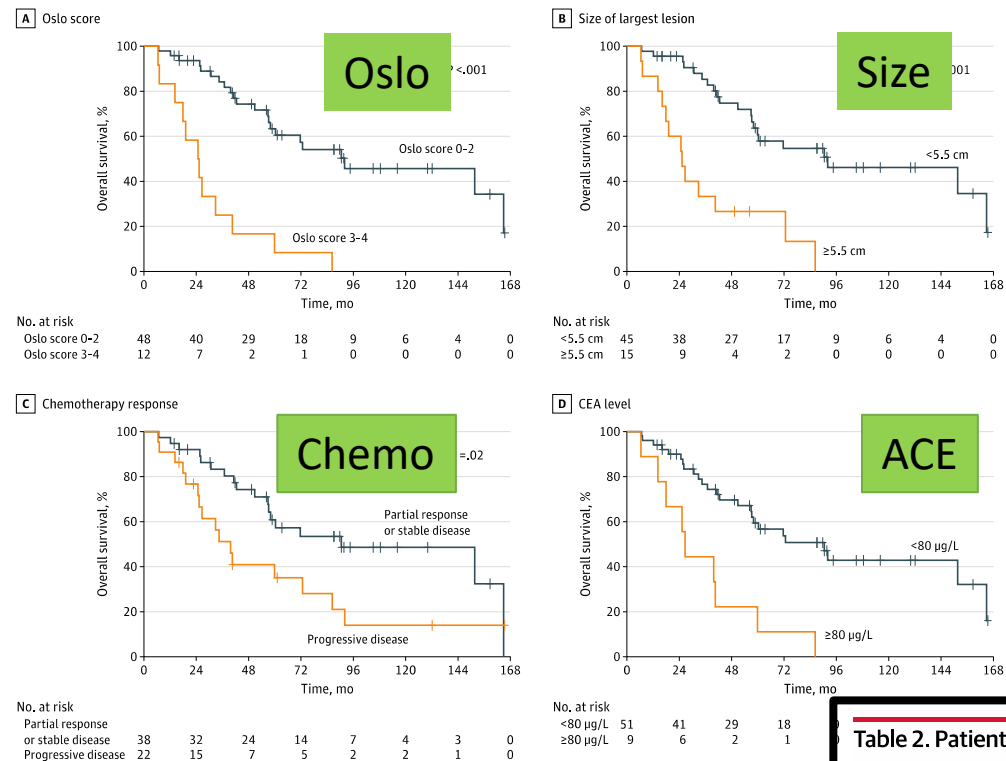 A Oslo score
Oslo
P <.001
Overall survival, %
100
80
60
40
20
0
Oslo score 0-2
Oslo score 3-4
0 24 48 72 96 120 144 168
Time, mo
No. at risk
Oslo score 0-2 48 40 29 18 9 6 4 0
Oslo score 3-4 12 7 2 1 0 0 0 0
B Size of largest lesion
Size
001
Overall survival, %
100
80
60
40
20
0
<5.5 cm
≥5.5 cm
0 24 48 72 96 120 144 168
Time, mo
No. at risk
<5.5 cm 45 38 27 17 9 6 4 0
≥5.5 cm 15 9 4 2 0 0 0 0
C Chemotherapy response
Chemo
=.02
Overall survival, %
100
80
60
40
20
0
Partial response
or stable disease
Progressive disease
0 24 48 72 96 120 144 168
Time, mo
No. at risk
Partial response
or stable disease 38 32 24 14 7 4 3 0
Progressive disease 22 15 7 5 2 2 1 0
D CEA level
ACE
Overall survival, %
100
80
60
40
20
0
<80 µg/L
≥80 µg/L
0 24 48 72 96 120 144 168
Time, mo
No. at risk
<80 µg/L 51 41 29 18
≥80 µg/L 9 6 2 1
Table 2. Patient